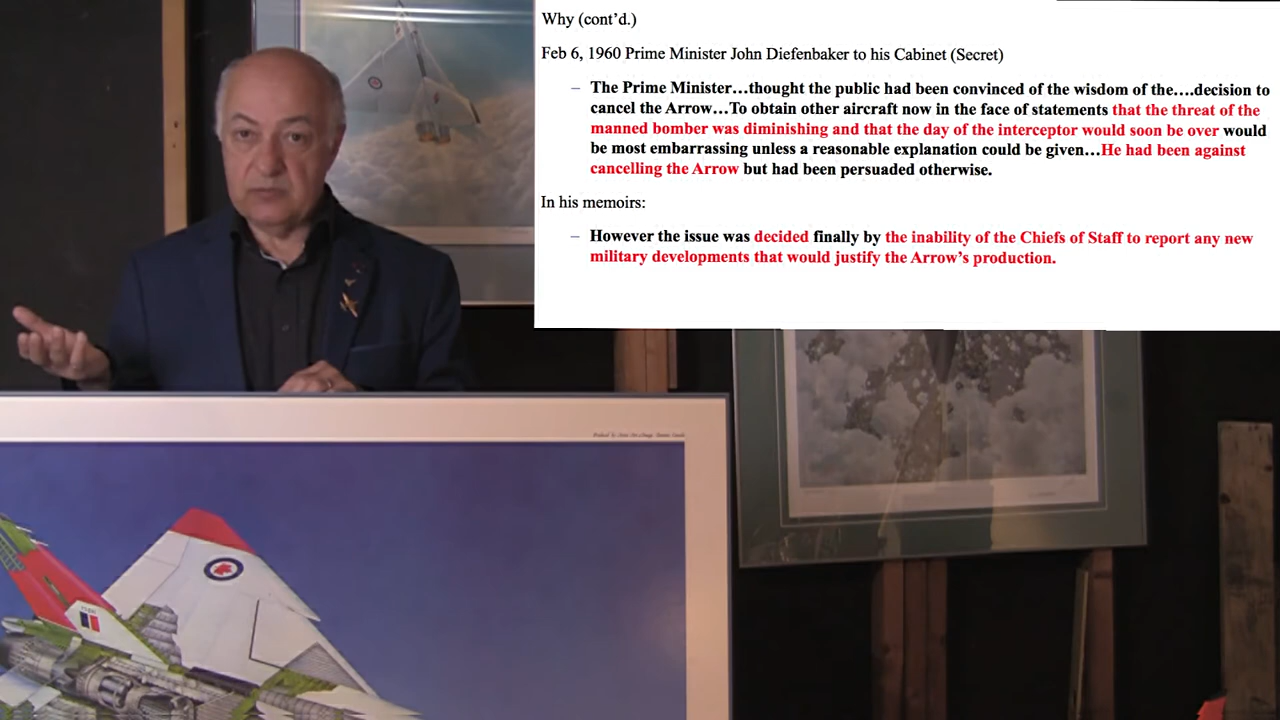 Why (cont’d.)
Feb 6, 1960 Prime Minister John Diefenbaker to his Cabinet (Secret)
– The Prime Minister…thought the public had been convinced of the wisdom of the….decision to
cancel the Arrow…To obtain other aircraft now in the face of statements that the threat of the
manned bomber was diminishing and that the day of the interceptor would soon be over would
be most embarrassing unless a reasonable explanation could be given…He had been against
cancelling the Arrow but had been persuaded otherwise.
In his memoirs:
– However the issue was decided finally by the inability of the Chiefs of Staff to report any new
military developments that would justify the Arrow’s production.